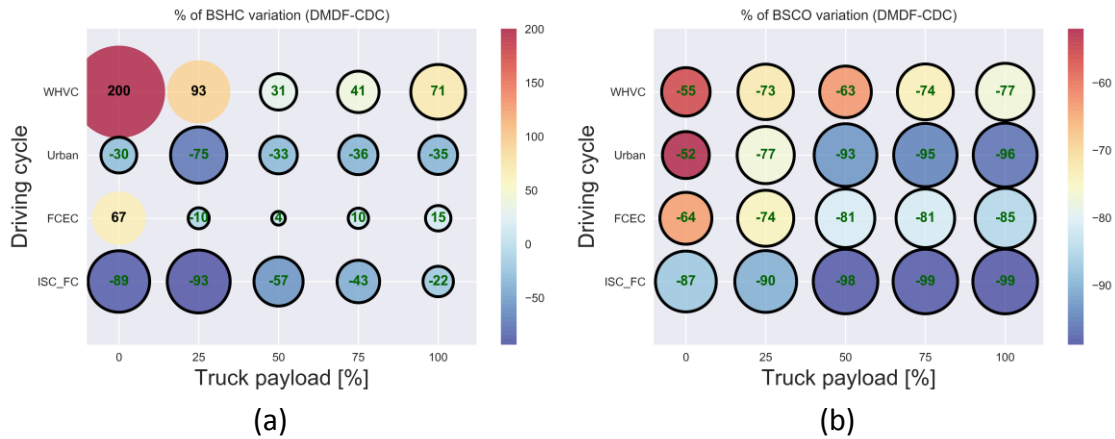 % of BSHC variation (DMDF-CDC)
Driving cycle
WHVC 200 93 31 41 71
Urban -30 -75 -33 -36 -35
FCEC 67 -10 4 10 15
ISC_FC -89 -93 -57 -43 -22
0 25 50 75 100
Truck payload [%]
200
150
100
50
0
−50
(a)
% of BSCO variation (DMDF-CDC)
Driving cycle
WHVC -55 -73 -63 -74 -77
Urban -52 -77 -93 -95 -96
FCEC -64 -74 -81 -81 -85
ISC_FC -87 -90 -98 -99 -99
0 25 50 75 100
Truck payload [%]
−60
−70
−80
−90
(b)